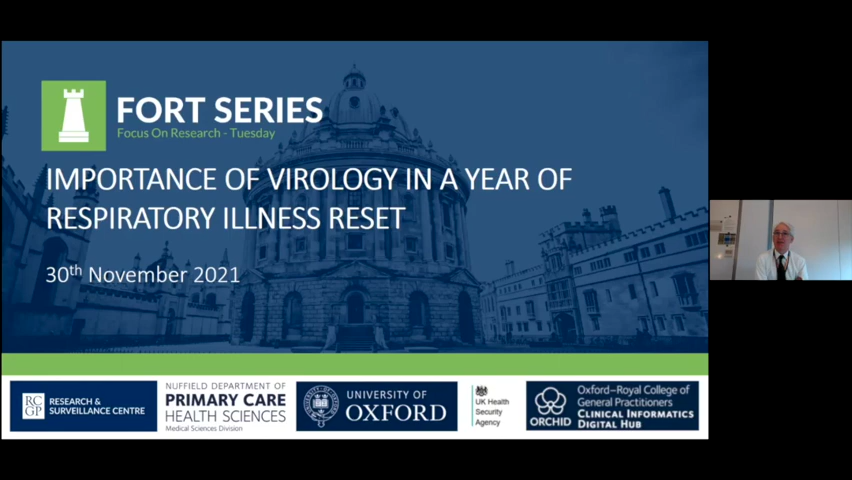 FORT SERIES
Focus On Research - Tuesday
IMPORTANCE OF VIROLOGY IN A YEAR OF
RESPIRATORY ILLNESS RESET
30th November 2021
RC
GP
RESEARCH &
SURVEILLANCE CENTRE
NUFFIELD DEPARTMENT OF
PRIMARY CARE
HEALTH SCIENCES
Medical Sciences Division
UNIVERSITY OF
OXFORD
UK Health
Security
Agency
ORCHID
Oxford–Royal College of
General Practitioners
CLINICAL INFORMATICS
DIGITAL HUB